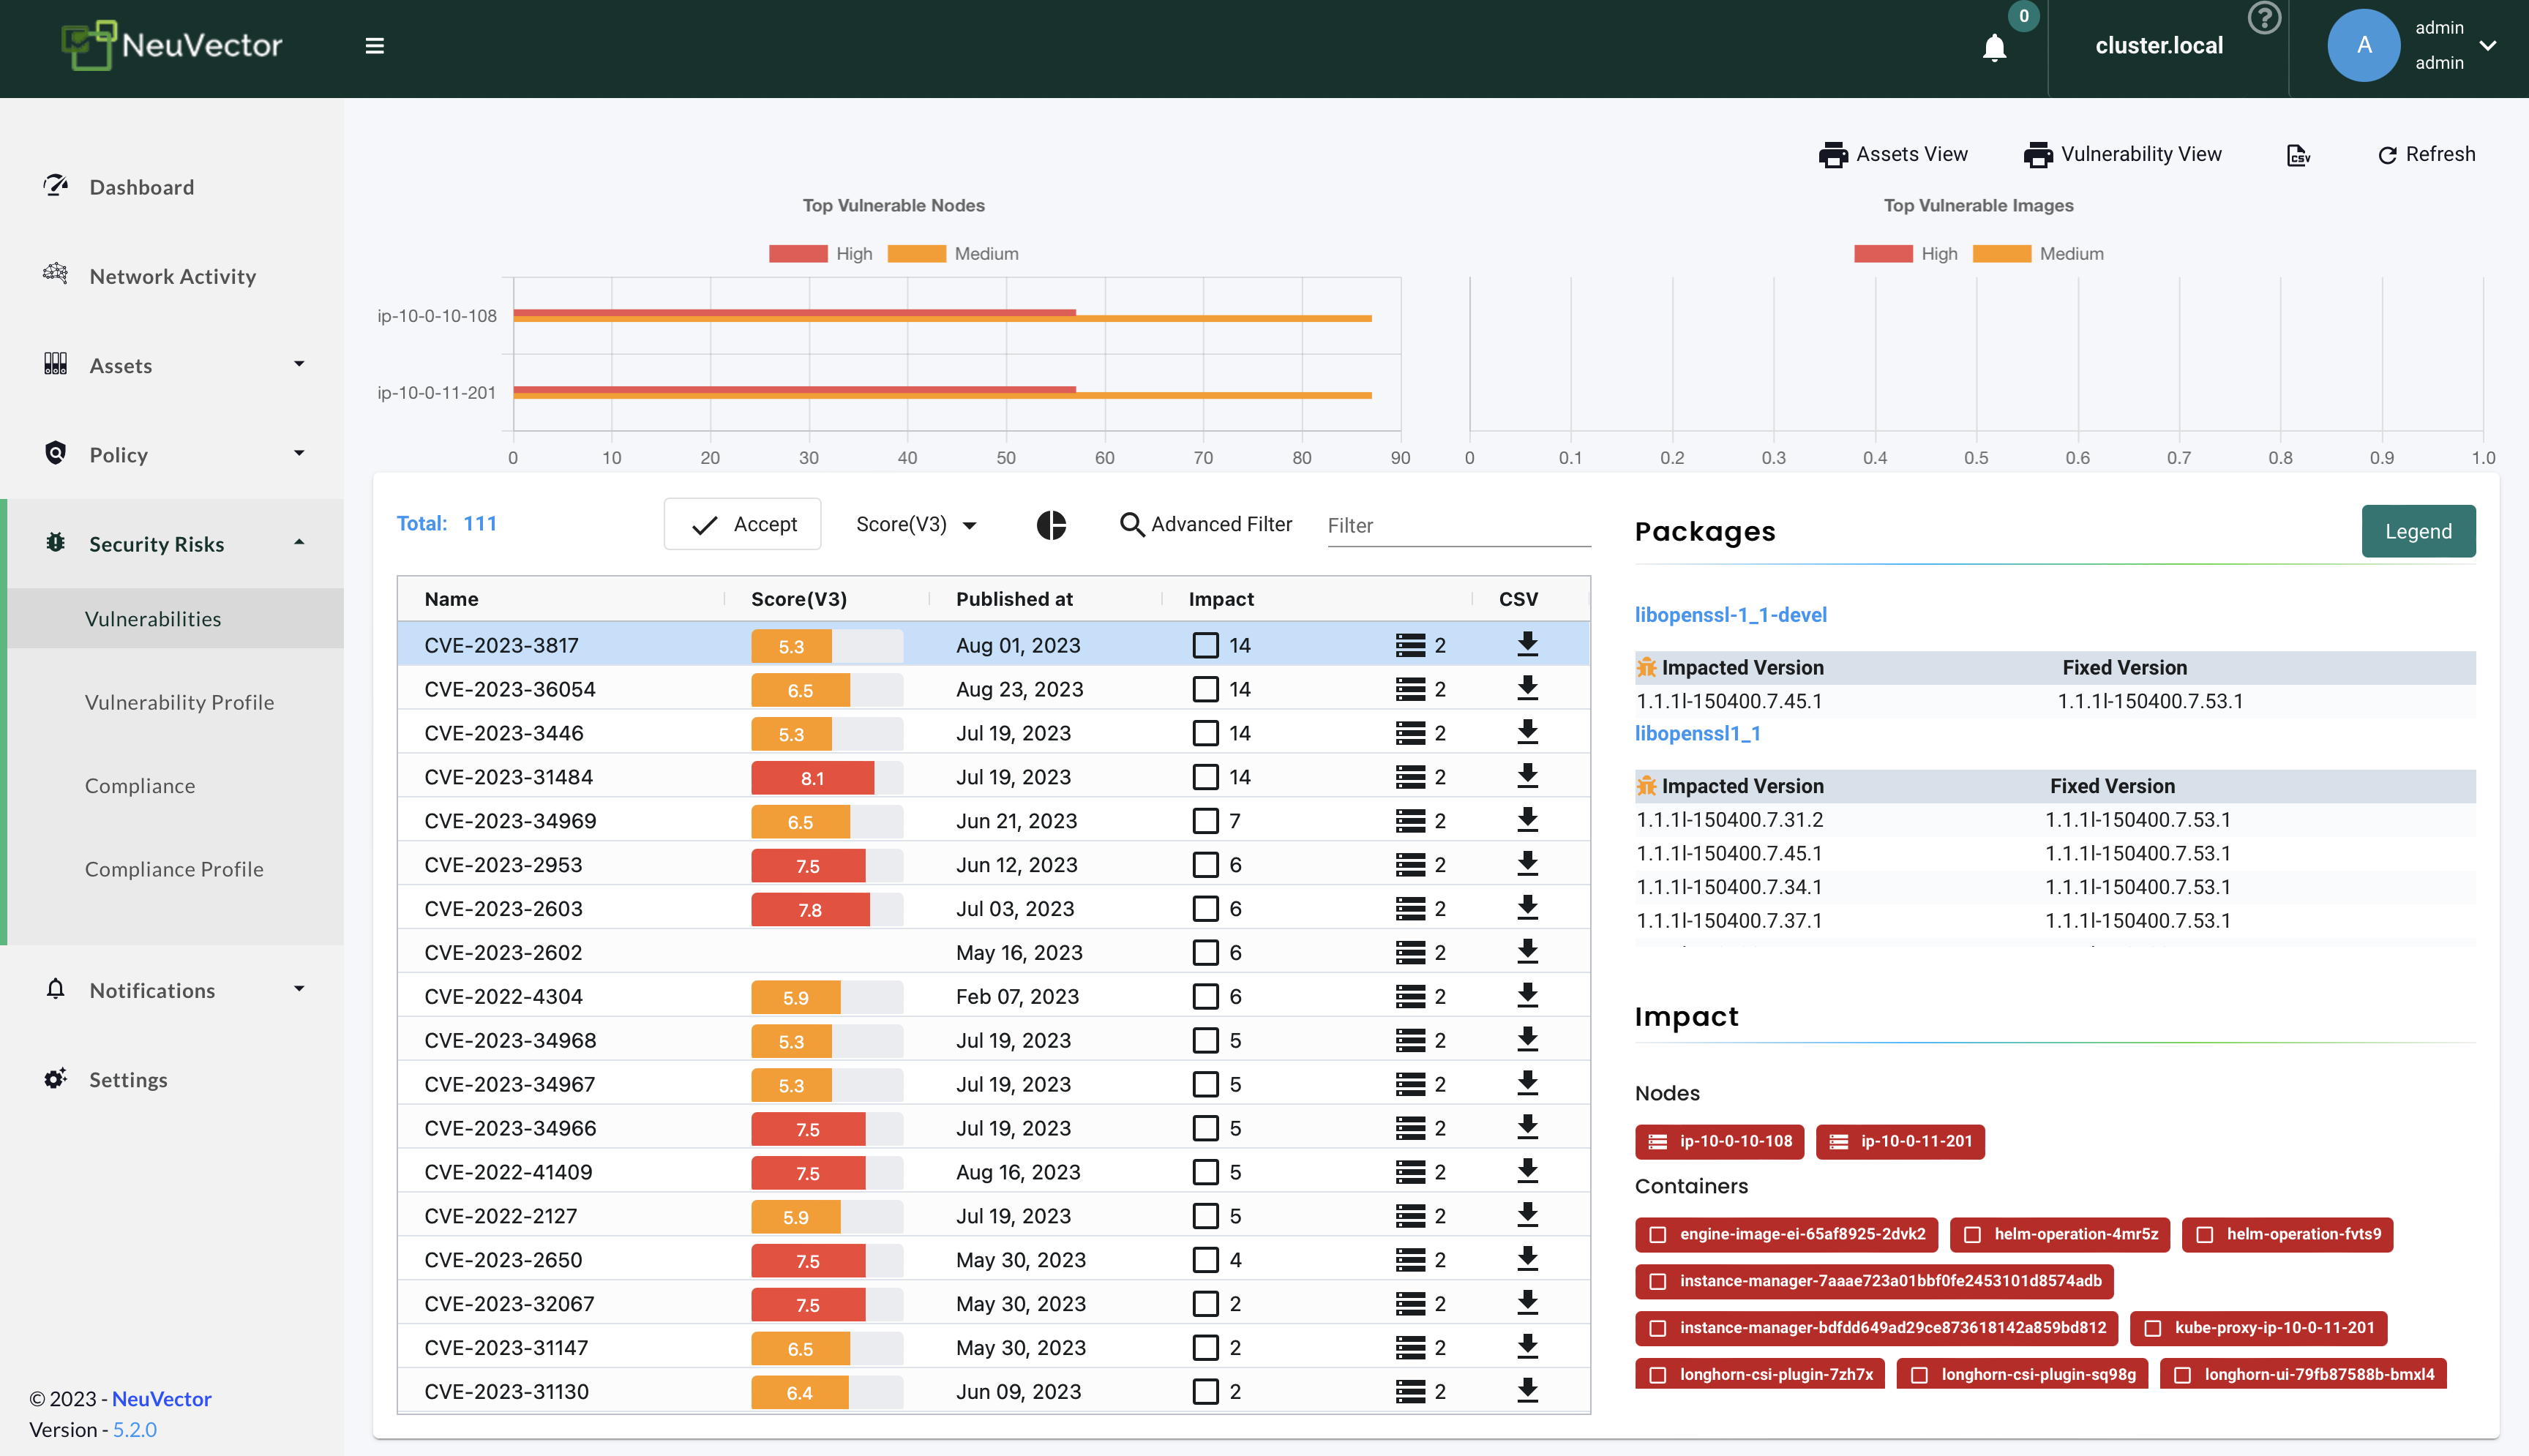 NeuVector
0
cluster.local
A
admin
admin
Dashboard
Network Activity
Assets
Policy
Security Risks
Vulnerabilities
Vulnerability Profile
Compliance
Compliance Profile
Notifications
Settings
© 2023 - NeuVector
Version - 5.2.0
Assets View Vulnerability View CSV Refresh
Top Vulnerable Nodes
High Medium
ip-10-0-10-108
ip-10-0-11-201
0 10 20 30 40 50 60 70 80 90
Top Vulnerable Images
High Medium
0 0.1 0.2 0.3 0.4 0.5 0.6 0.7 0.8 0.9 1.0
Total: 111 Accept Score(V3) Advanced Filter Filter
Name Score(V3) Published at Impact CSV
CVE-2023-3817 5.3 Aug 01, 2023 14 2
CVE-2023-36054 6.5 Aug 23, 2023 14 2
CVE-2023-3446 5.3 Jul 19, 2023 14 2
CVE-2023-31484 8.1 Jul 19, 2023 14 2
CVE-2023-34969 6.5 Jun 21, 2023 7 2
CVE-2023-2953 7.5 Jun 12, 2023 6 2
CVE-2023-2603 7.8 Jul 03, 2023 6 2
CVE-2023-2602 May 16, 2023 6 2
CVE-2022-4304 5.9 Feb 07, 2023 6 2
CVE-2023-34968 5.3 Jul 19, 2023 5 2
CVE-2023-34967 5.3 Jul 19, 2023 5 2
CVE-2023-34966 7.5 Jul 19, 2023 5 2
CVE-2022-41409 7.5 Aug 16, 2023 5 2
CVE-2022-2127 5.9 Jul 19, 2023 5 2
CVE-2023-2650 7.5 May 30, 2023 4 2
CVE-2023-32067 7.5 May 30, 2023 2 2
CVE-2023-31147 6.5 May 30, 2023 2 2
CVE-2023-31130 6.4 Jun 09, 2023 2 2
Packages
Legend
libopenssl-1_1-devel
Impacted Version Fixed Version
1.1.1l-150400.7.45.1 1.1.1l-150400.7.53.1
libopenssl1_1
Impacted Version Fixed Version
1.1.1l-150400.7.31.2 1.1.1l-150400.7.53.1
1.1.1l-150400.7.45.1 1.1.1l-150400.7.53.1
1.1.1l-150400.7.34.1 1.1.1l-150400.7.53.1
1.1.1l-150400.7.37.1 1.1.1l-150400.7.53.1
Impact
Nodes
ip-10-0-10-108 ip-10-0-11-201
Containers
engine-image-ei-65af8925-2dvk2 helm-operation-4mr5z helm-operation-fvts9
instance-manager-7aaae723a01bbf0fe2453101d8574adb
instance-manager-bdfdd649ad29ce873618142a859bd812 kube-proxy-ip-10-0-11-201
longhorn-csi-plugin-7zh7x longhorn-csi-plugin-sq98g longhorn-ui-79fb87588b-bmxl4